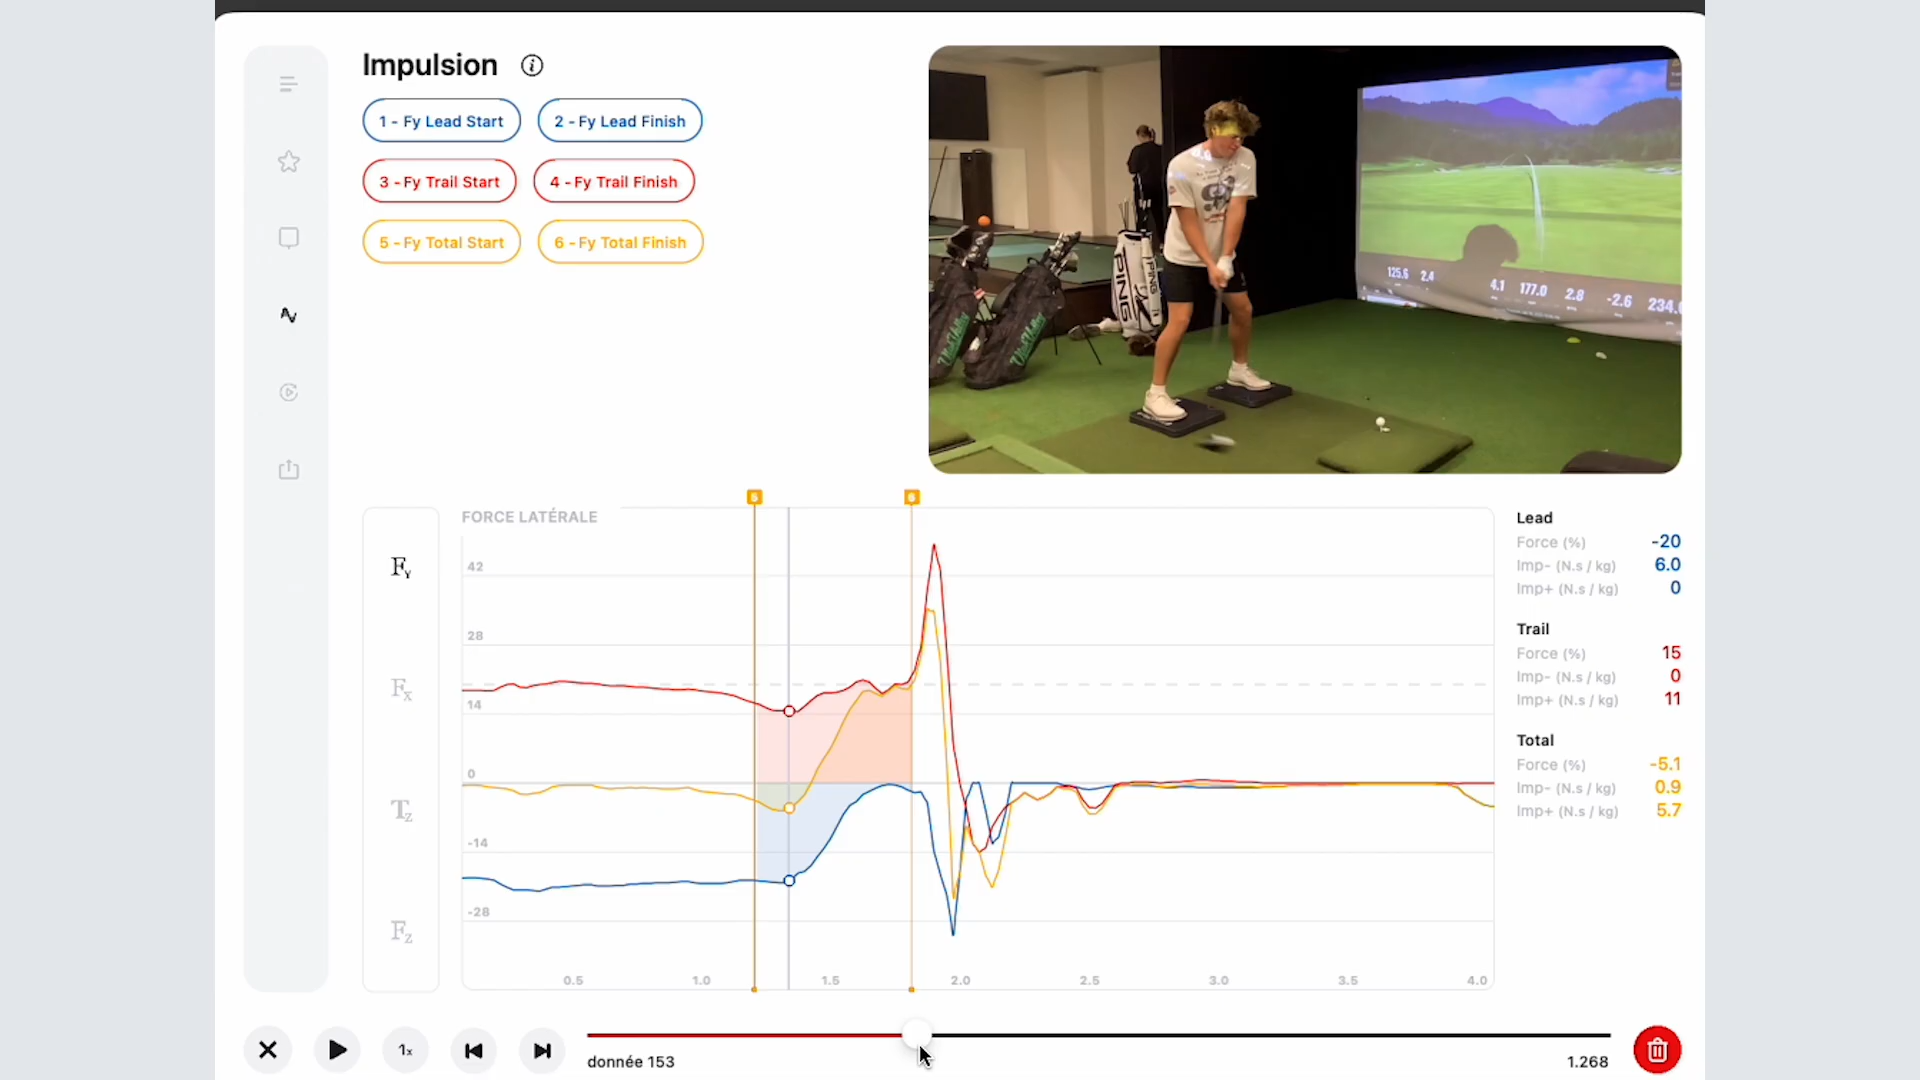 Impulsion
1 - Fy Lead Start
2 - Fy Lead Finish
3 - Fy Trail Start
4 - Fy Trail Finish
5 - Fy Total Start
6 - Fy Total Finish
PING
PING
125.6 2.4
4.1 177.0 2.8 -2.6 234.
5
6
FORCE LATÉRALE
Fy
Fx
Tz
Fz
42
28
14
0
-14
-28
0.5 1.0 1.5 2.0 2.5 3.0 3.5 4.0
Lead
Force (%) -20
Imp- (N.s / kg) 6.0
Imp+ (N.s / kg) 0
Trail
Force (%) 15
Imp- (N.s / kg) 0
Imp+ (N.s / kg) 11
Total
Force (%) -5.1
Imp- (N.s / kg) 0.9
Imp+ (N.s / kg) 5.7
1x
donnée 153
1.268